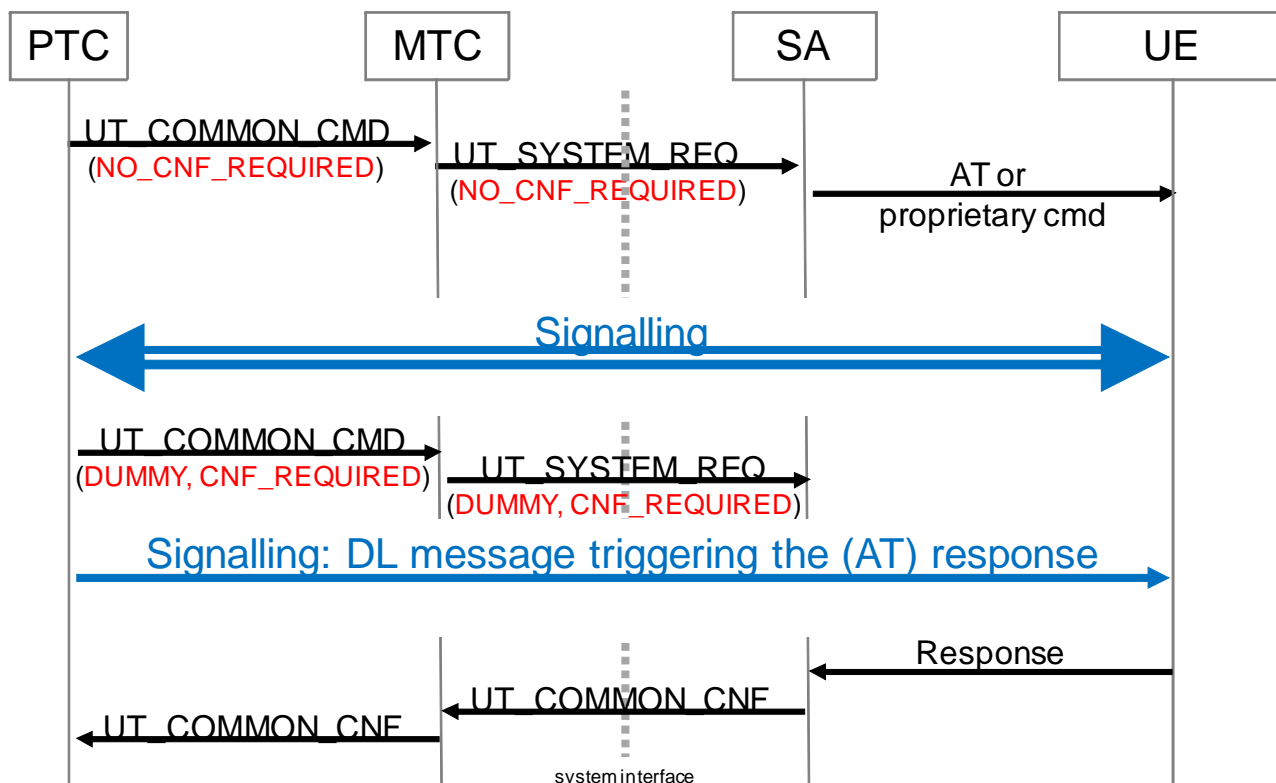 PTC
MTC
SA
UE
UT_COMMON_CMD
(NO_CNF_REQUIRED)
UT_SYSTEM_REQ
(NO_CNF_REQUIRED)
AT or
proprietary cmd
Signalling
UT_COMMON_CMD
(DUMMY, CNF_REQUIRED)
UT_SYSTEM_REQ
(DUMMY, CNF_REQUIRED)
Signalling: DL message triggering the (AT) response
Response
UT_COMMON_CNF
UT_COMMON_CNF
system interface